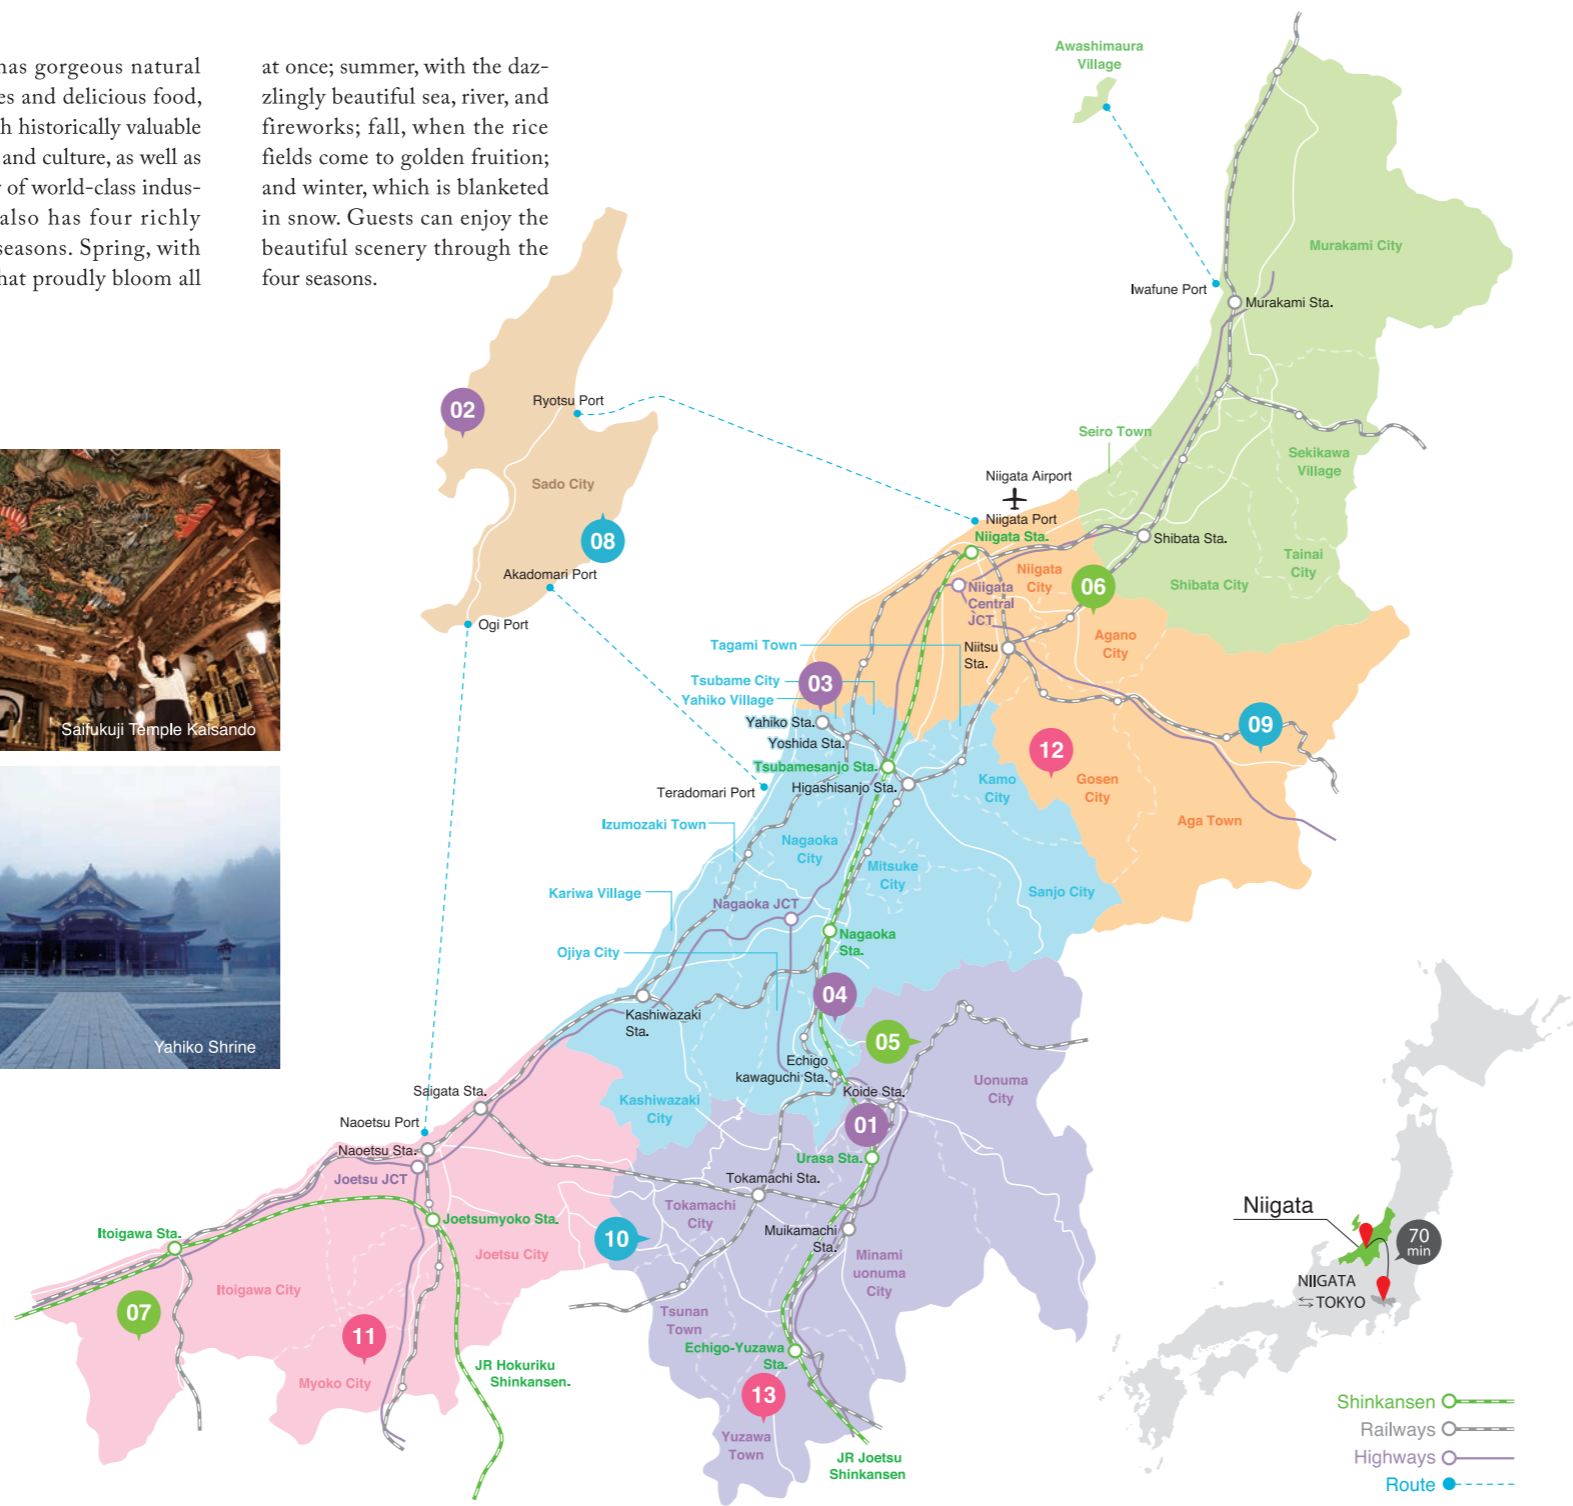 has gorgeous natural
es and delicious food,
h historically valuable
and culture, as well as
of world-class indus-
also has four richly
seasons. Spring, with
hat proudly bloom all
at once; summer, with the daz-
zlingly beautiful sea, river, and
fireworks; fall, when the rice
fields come to golden fruition;
and winter, which is blanketed
in snow. Guests can enjoy the
beautiful scenery through the
four seasons.
Awashimaura
Village
Murakami City
Iwafune Port
Murakami Sta.
02
Ryotsu Port
Seiro Town
Sekikawa
Village
Niigata Airport
Sado City
Niigata Port
Niigata Sta.
Shibata Sta.
08
Tainai
City
Niigata
City
Akadomari Port
06
Shibata City
Niigata
Central
JCT
Ogi Port
Agano
City
Tagami Town
Niitsu
Sta.
Tsubame City
03
Yahiko Village
Saifukuji Temple Kaisando
Yahiko Sta.
09
Yoshida Sta.
12
Tsubamesanjo Sta.
Teradomari Port
Higashisanjo Sta.
Kamo
City
Gosen
City
Izumozaki Town
Aga Town
Nagaoka
City
Mitsuke
City
Kariwa Village
Sanjo City
Nagaoka JCT
Nagaoka
Sta.
Ojiya City
04
Kashiwazaki
Sta.
05
Yahiko Shrine
Echigo
kawaguchi Sta.
Uonuma
City
Saigata Sta.
Koide Sta.
Kashiwazaki
City
Naoetsu Port
01
Naoetsu Sta.
Urasa Sta.
Joetsu JCT
Tokamachi Sta.
Tokamachi
City
Joetsumyoko Sta.
Itoigawa Sta.
Muikamachi
Sta.
10
Joetsu City
Minami
uonuma
City
Itoigawa City
07
Tsunan
Town
11
Echigo-Yuzawa
Sta.
Myoko City
JR Hokuriku
Shinkansen.
13
Yuzawa
Town
JR Joetsu
Shinkansen
Niigata
70
min
NIIGATA
⇆TOKYO
Shinkansen
Railways
Highways
Route